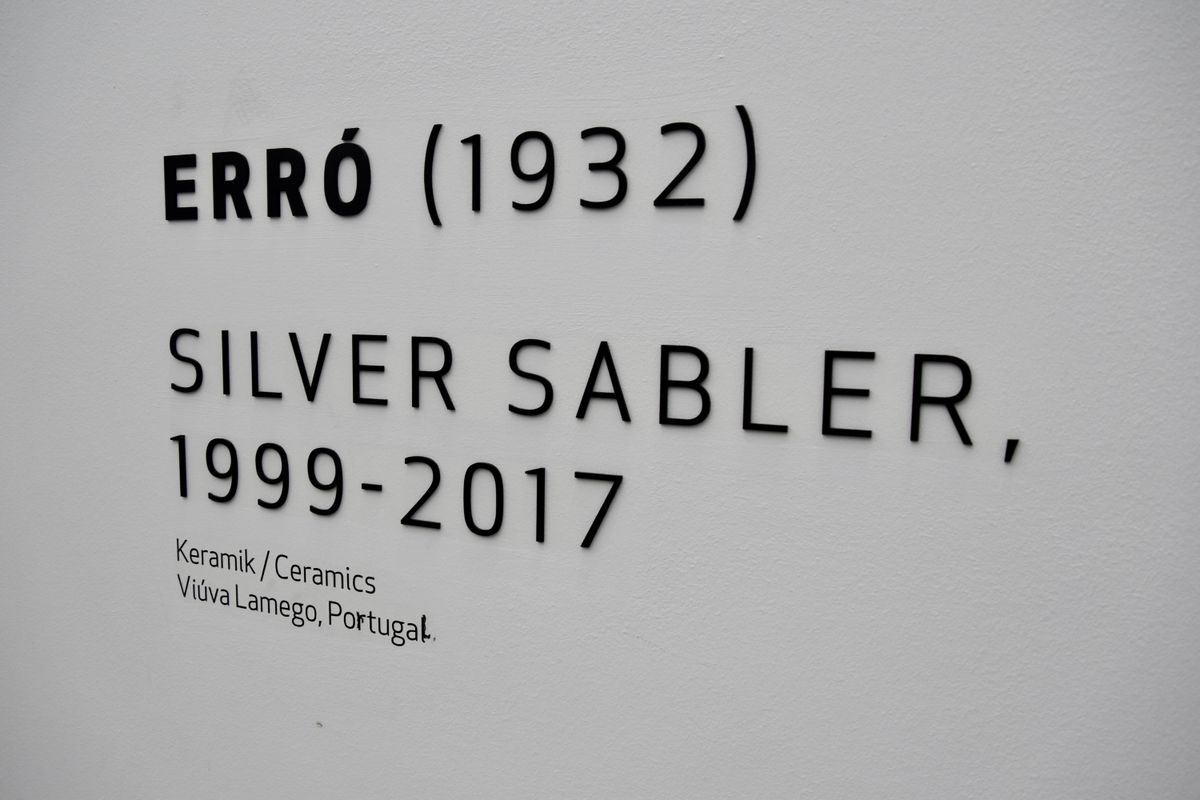 ERRÓ (1932)
SILVER SABLER,
1999-2017
Keramik / Ceramics
Viúva Lamego, Portugal.